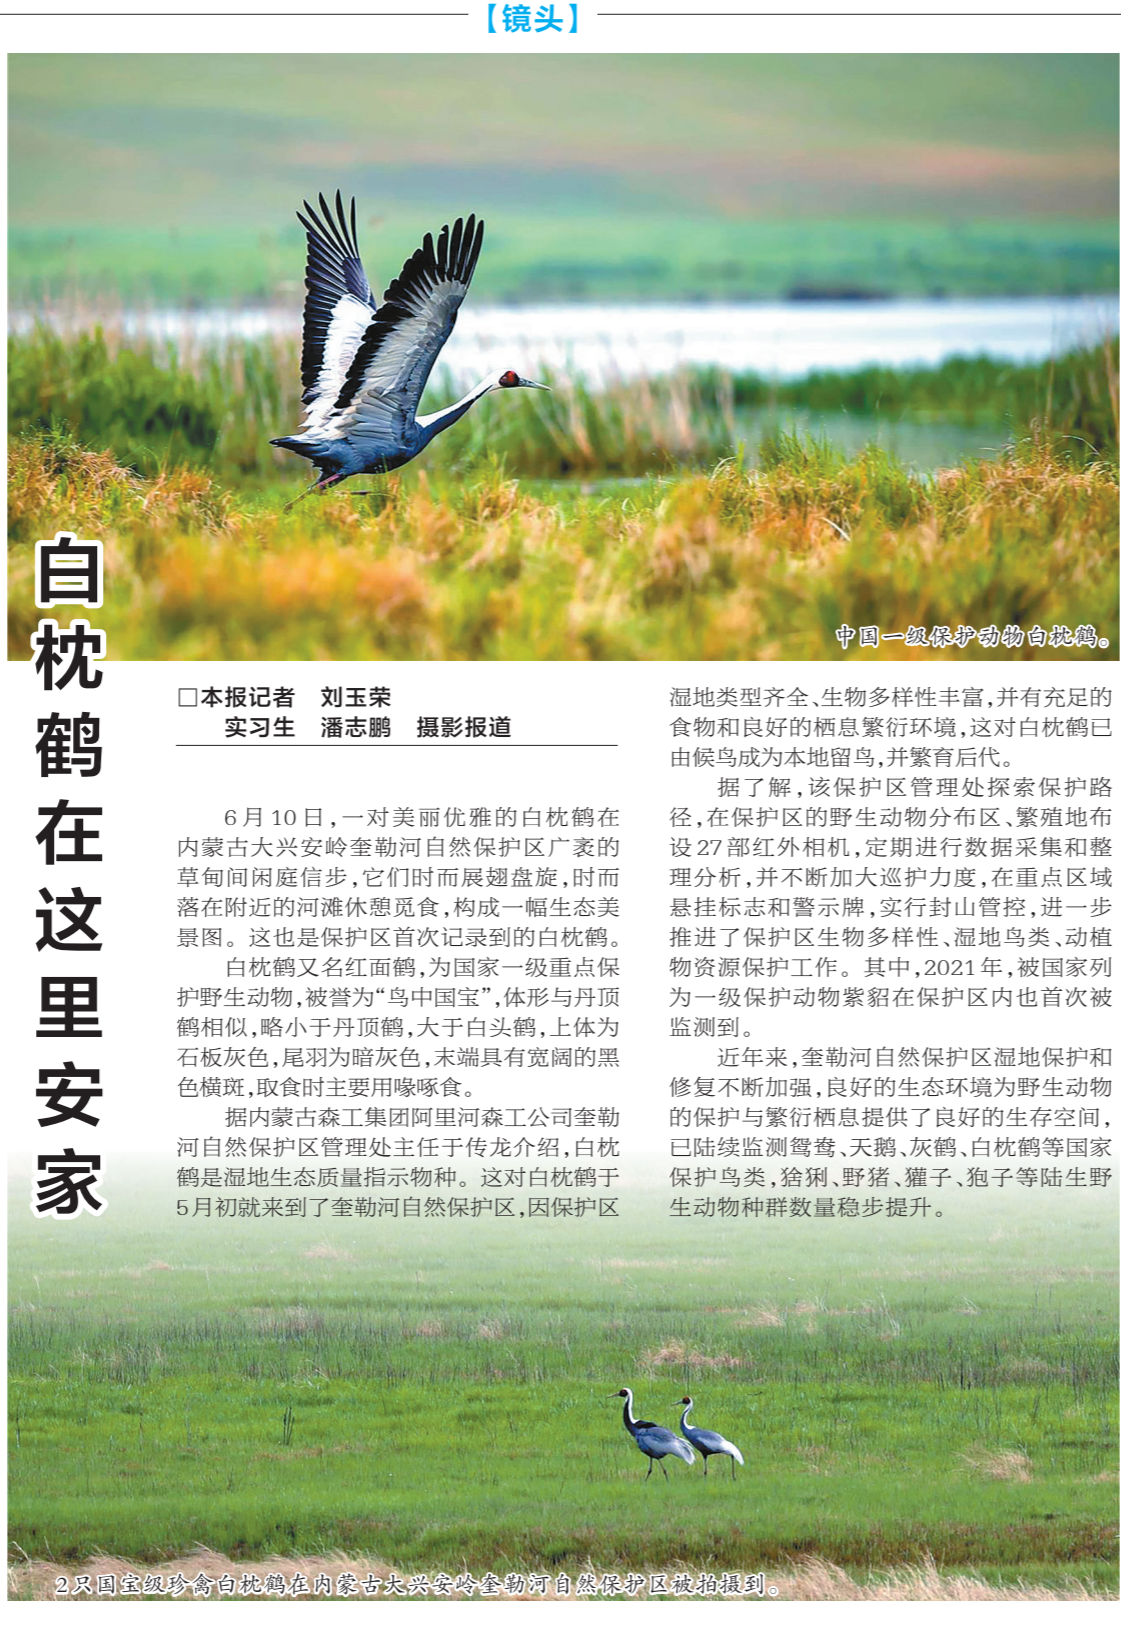 【镜头】
中国一级保护动物白枕鹤。
白枕鹤在这里安家
□本报记者 刘玉荣
实习生 潘志鹏 摄影报道
6月10日,一对美丽优雅的白枕鹤在
内蒙古大兴安岭奎勒河自然保护区广袤的
草甸间闲庭信步,它们时而展翅盘旋,时而
落在附近的河滩休憩觅食,构成一幅生态美
景图。这也是保护区首次记录到的白枕鹤。
白枕鹤又名红面鹤,为国家一级重点保
护野生动物,被誉为“鸟中国宝”,体形与丹顶
鹤相似,略小于丹顶鹤,大于白头鹤,上体为
石板灰色,尾羽为暗灰色,末端具有宽阔的黑
色横斑,取食时主要用喙啄食。
据内蒙古森工集团阿里河森工公司奎勒
河自然保护区管理处主任于传龙介绍,白枕
鹤是湿地生态质量指示物种。这对白枕鹤于
5月初就来到了奎勒河自然保护区,因保护区
湿地类型齐全、生物多样性丰富,并有充足的
食物和良好的栖息繁衍环境,这对白枕鹤已
由候鸟成为本地留鸟,并繁育后代。
据了解,该保护区管理处探索保护路
径,在保护区的野生动物分布区、繁殖地布
设27部红外相机,定期进行数据采集和整
理分析,并不断加大巡护力度,在重点区域
悬挂标志和警示牌,实行封山管控,进一步
推进了保护区生物多样性、湿地鸟类、动植
物资源保护工作。其中,2021年,被国家列
为一级保护动物紫貂在保护区内也首次被
监测到。
近年来,奎勒河自然保护区湿地保护和
修复不断加强,良好的生态环境为野生动物
的保护与繁衍栖息提供了良好的生存空间,
已陆续监测鸳鸯、天鹅、灰鹤、白枕鹤等国家
保护鸟类,猞猁、野猪、獾子、狍子等陆生野
生动物种群数量稳步提升。
2只国宝级珍禽白枕鹤在内蒙古大兴安岭奎勒河自然保护区被拍摄到。